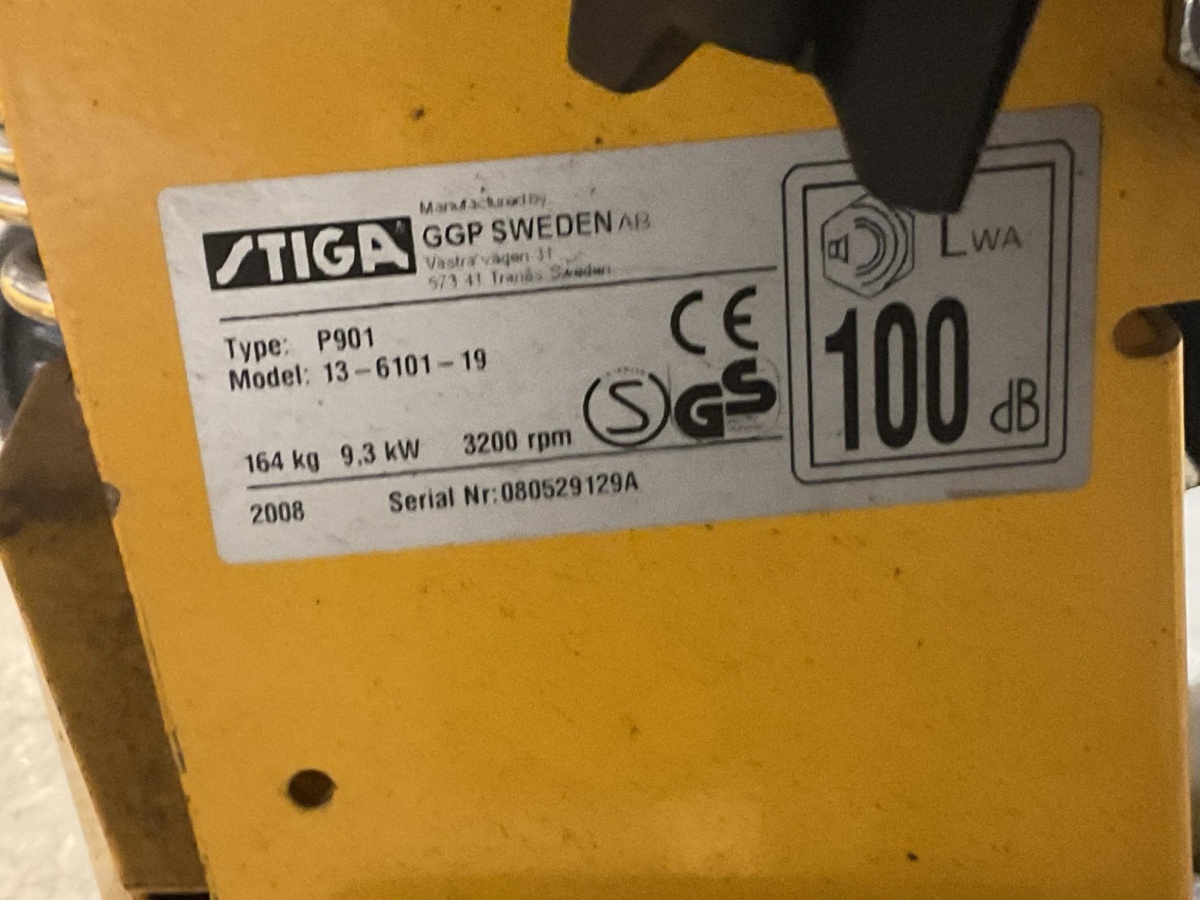 STIGA
Manufactured by
GGP SWEDEN AB
Västra vägen 31
573 41 Tranås Sweden
Type: P901
Model: 13-6101-19
CE
S GS
164 kg 9,3 kW 3200 rpm
2008 Serial Nr:080529129A
LWA
100 dB